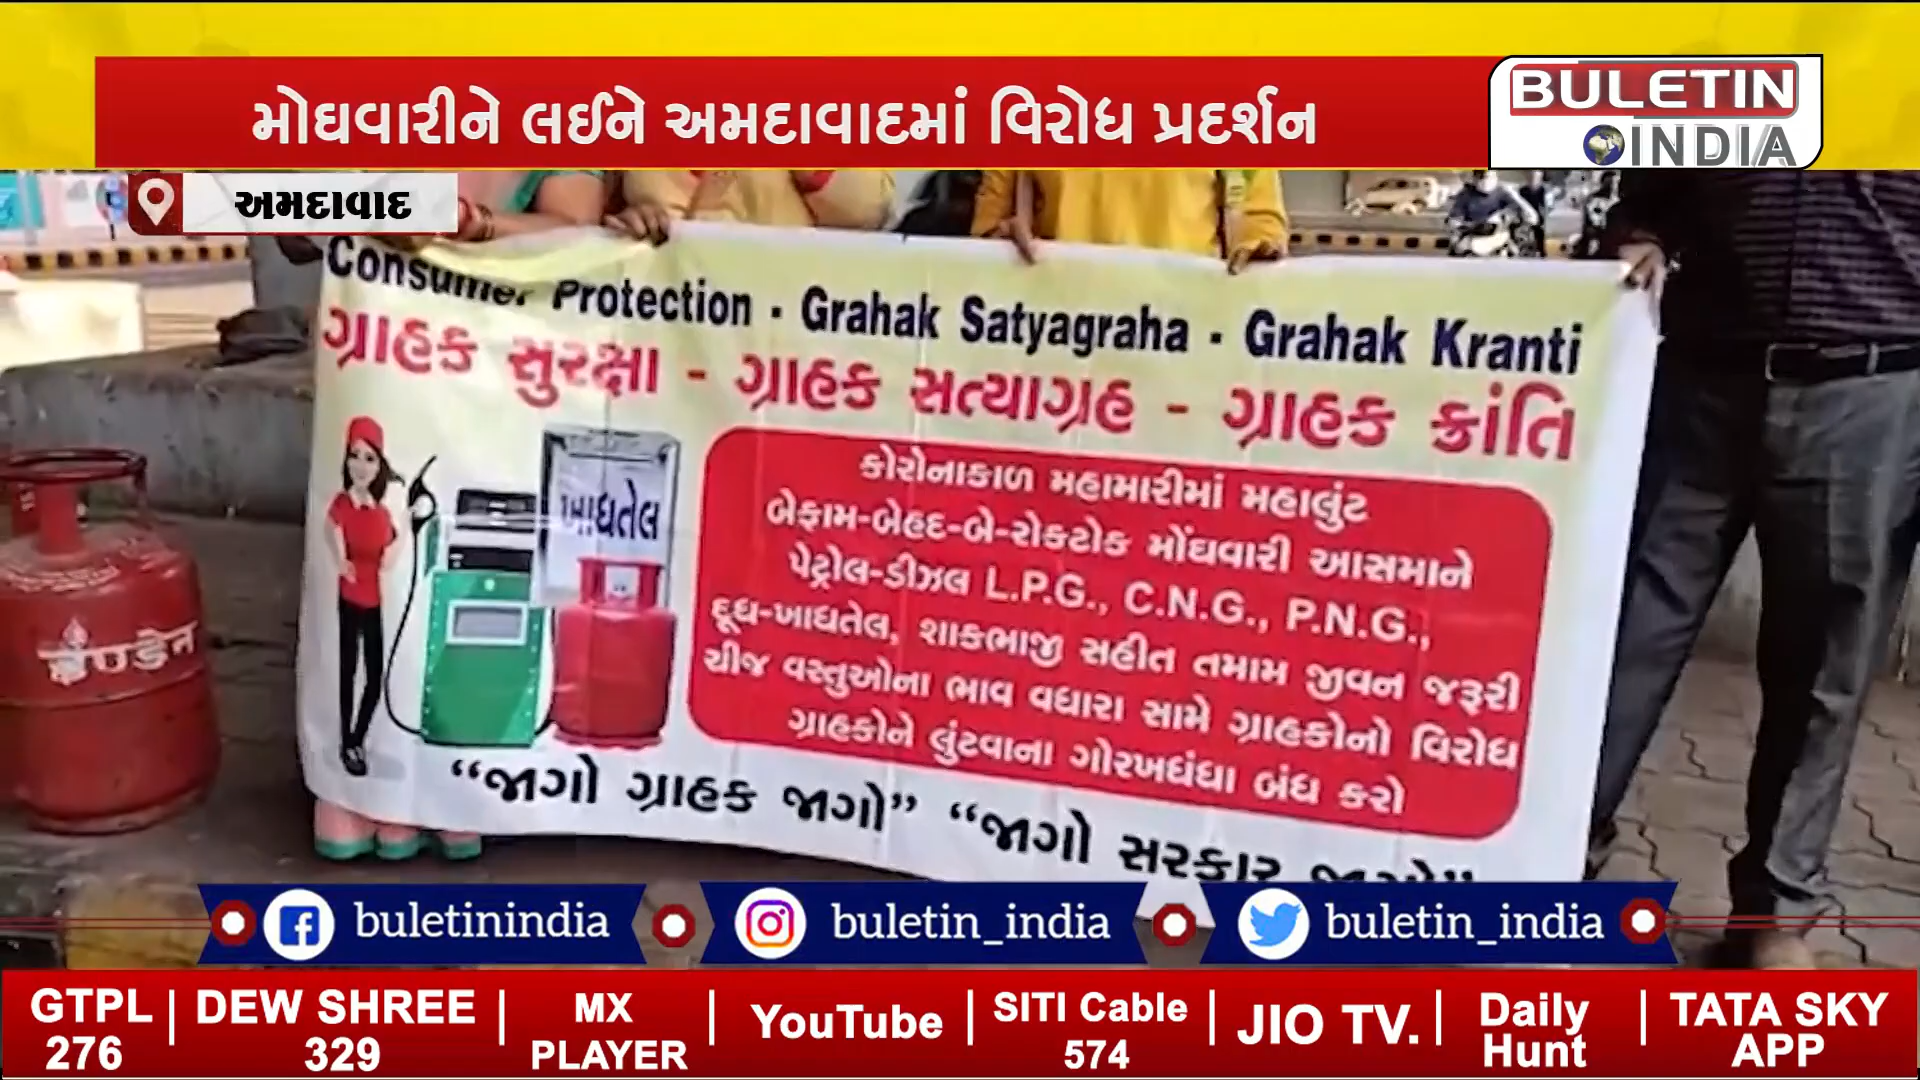 મોઘવારીને લઈને અમદાવાદમાં વિરોધ પ્રદર્શન
BULETIN
INDIA
અમદાવાદ
Consumer Protection - Grahak Satyagraha - Grahak Kranti
ગ્રાહક સુરક્ષા - ગ્રાહક સત્યાગ્રહ - ગ્રાહક ક્રાંતિ
ખાધતેલ
કોરોનાકાળ મહામારીમાં મહાલુંટ
બેફામ-બેહદ-બે-રોકટોક મોંઘવારી આસમાને
પેટ્રોલ-ડીઝલ L.P.G., C.N.G., P.N.G.,
દૂધ-ખાધતેલ, શાકભાજી સહીત તમામ જીવન જરૂરી
ચીજ વસ્તુઓના ભાવ વધારા સામે ગ્રાહકોનો વિરોધ
ગ્રાહકોને લુંટવાના ગોરખધંધા બંધ કરો
“જાગો ગ્રાહક જાગો” “જાગો સરકાર જાગો”
ઇણ્ડેન
buletinindia
buletin_india
buletin_india
GTPL 276
DEW SHREE 329
MX PLAYER
YouTube
SITI Cable 574
JIO TV.
Daily Hunt
TATA SKY APP